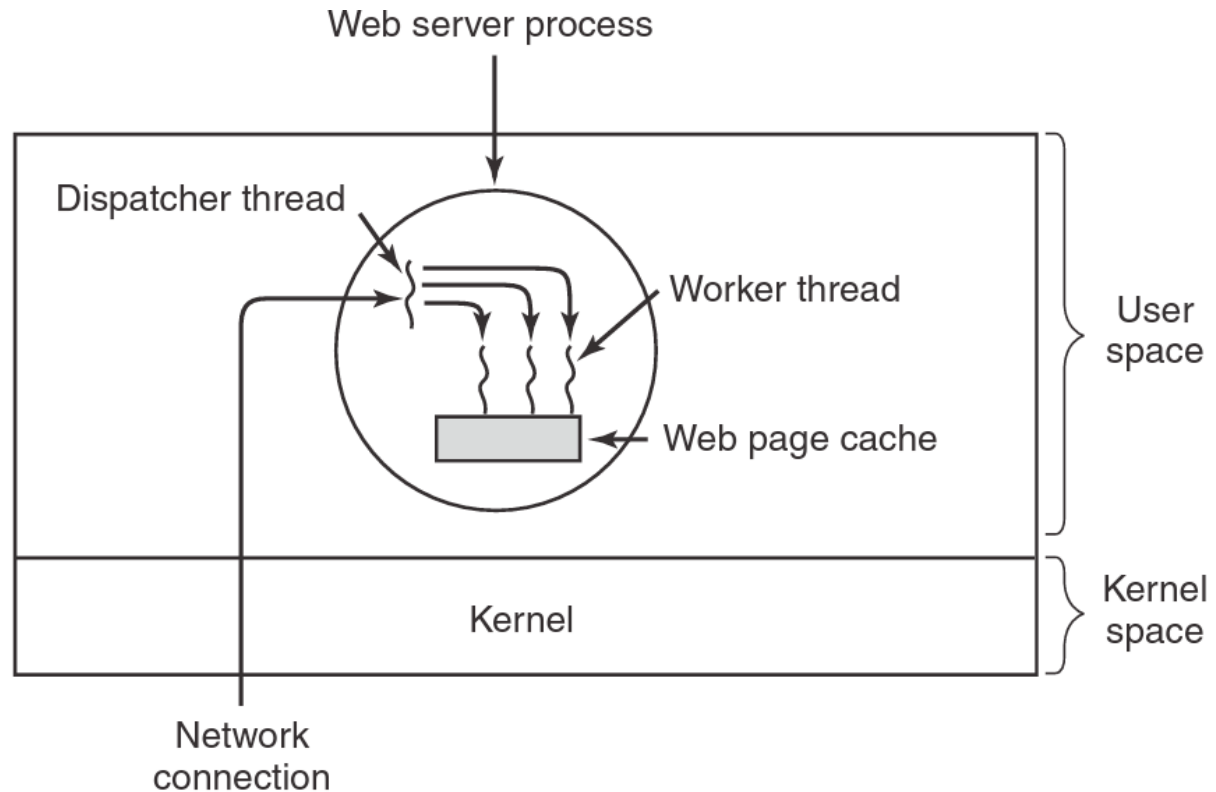 Web server process
Dispatcher thread
Worker thread
User
space
Web page cache
Kernel
Kernel
space
Network
connection